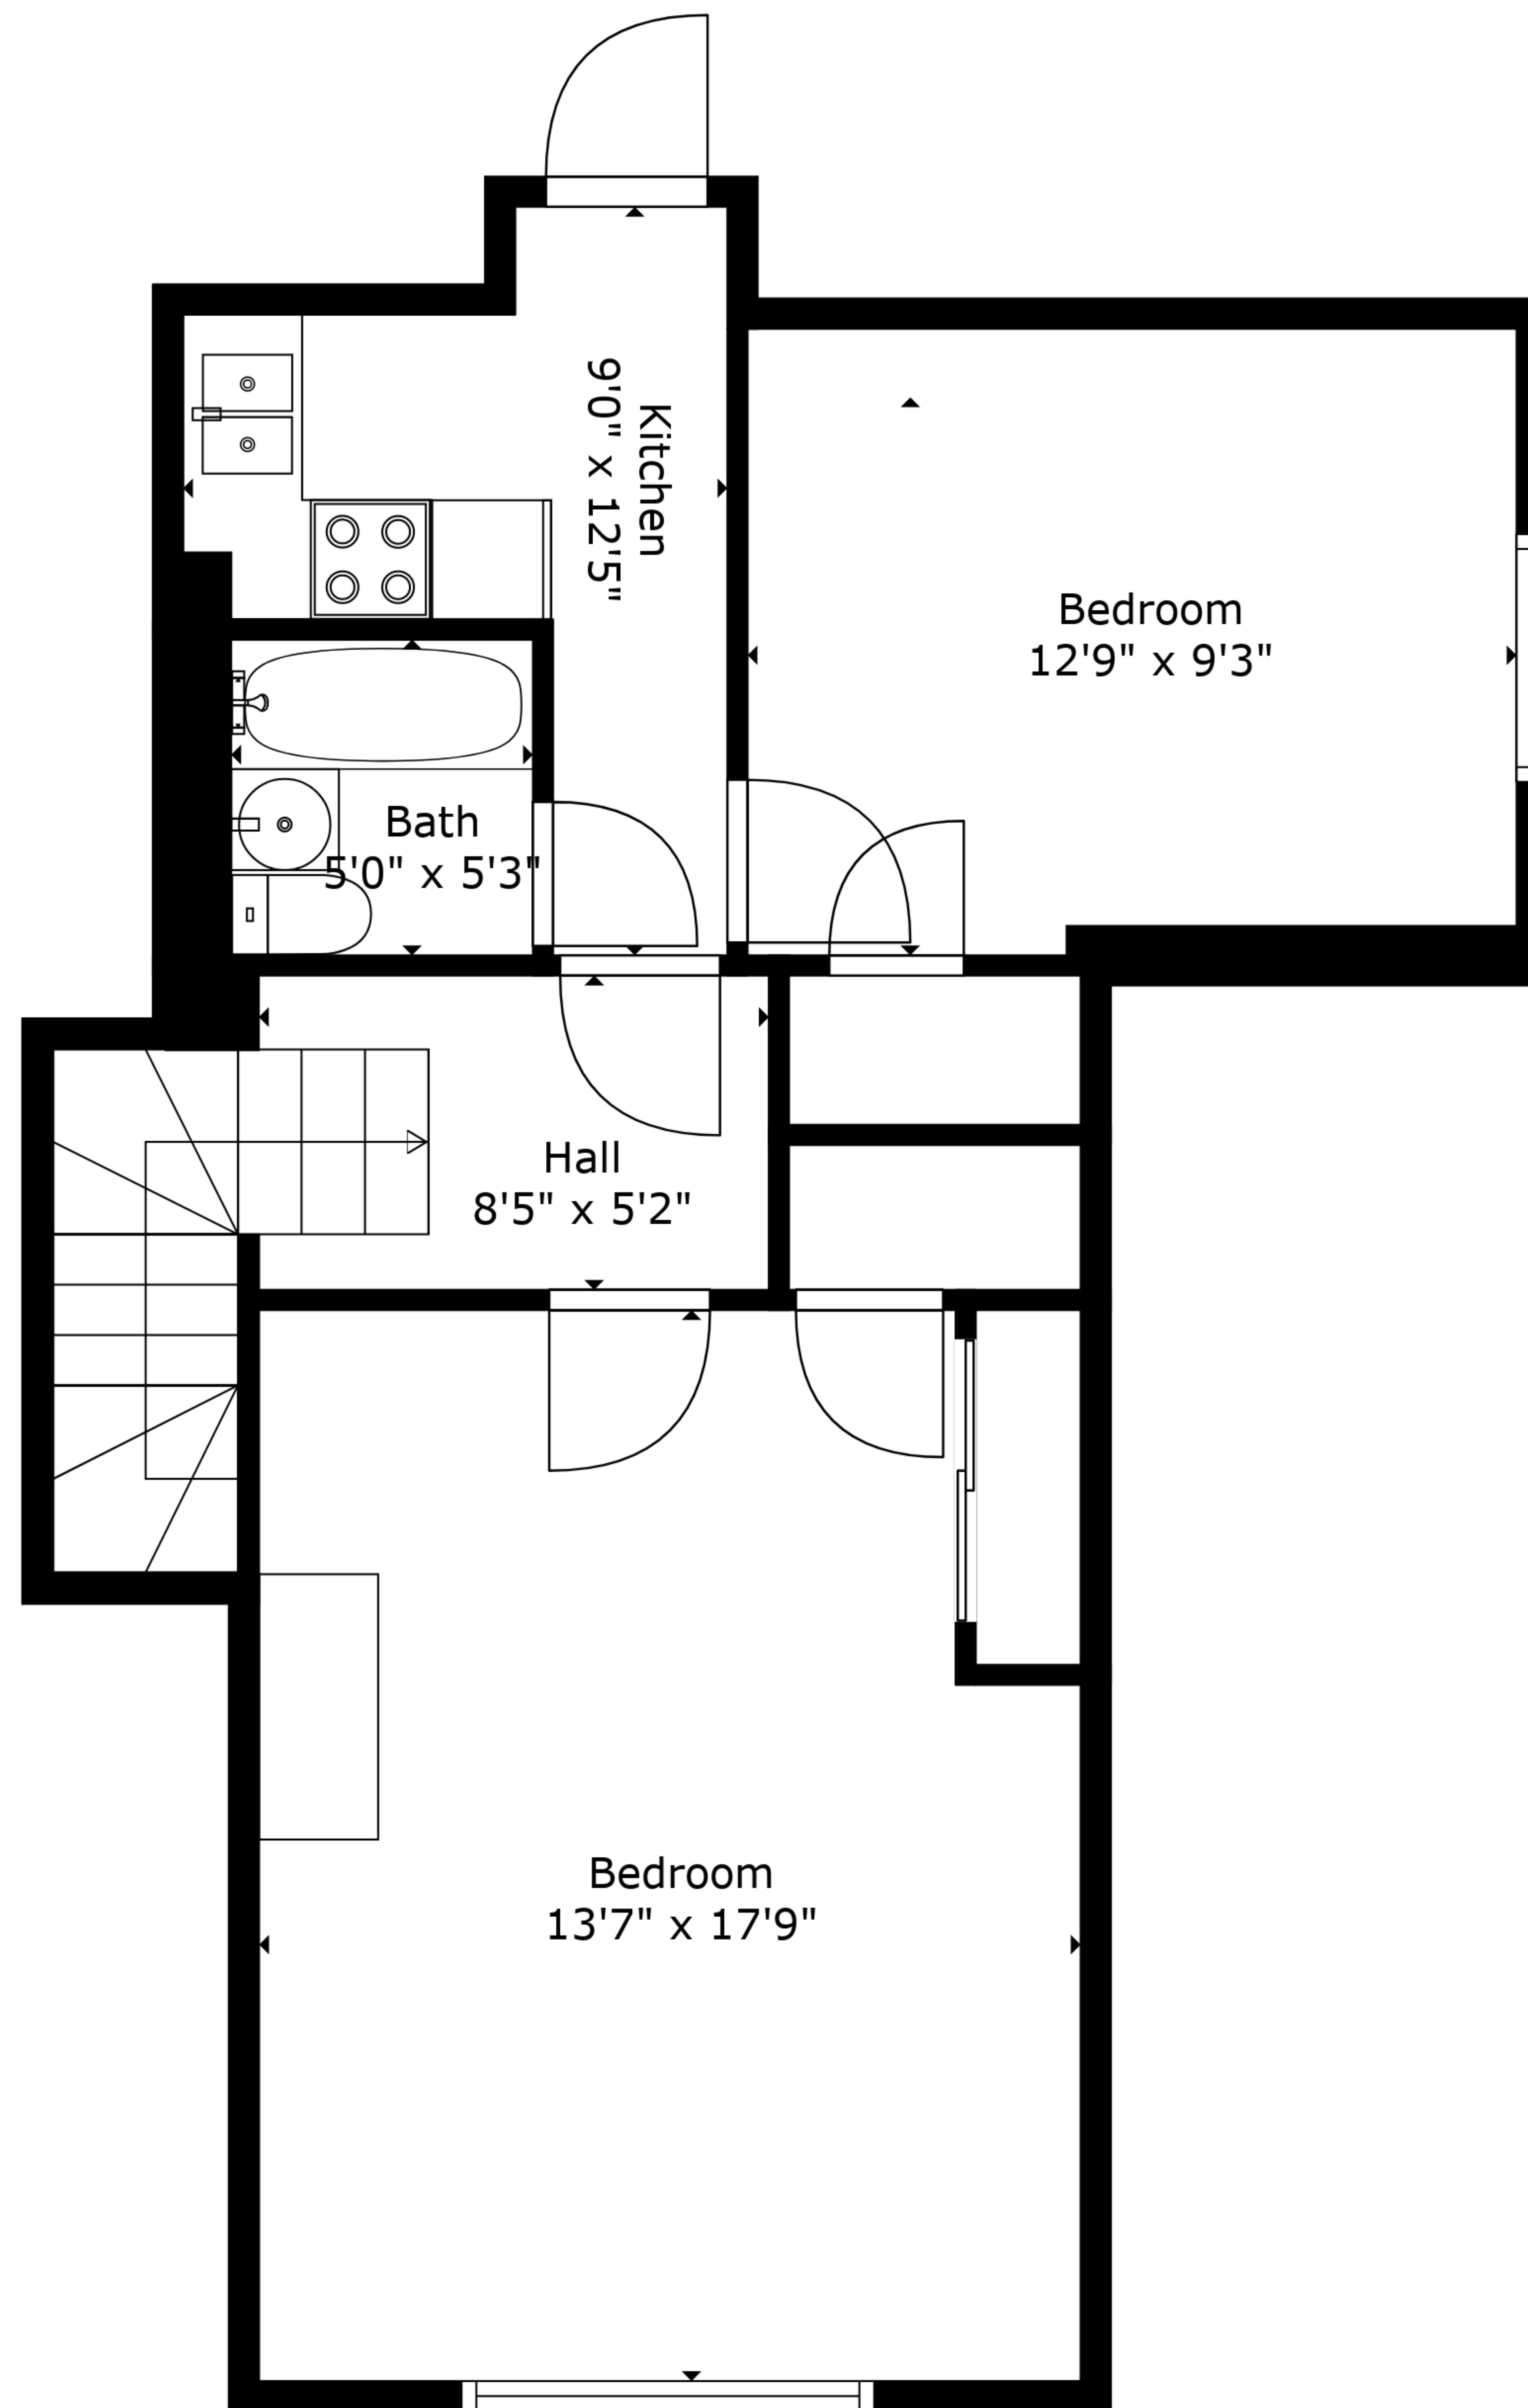 Kitchen
9'0" x 12'5"
Bedroom
12'9" x 9'3"
Bath
5'0" x 5'3"
Hall
8'5" x 5'2"
Bedroom
13'7" x 17'9"